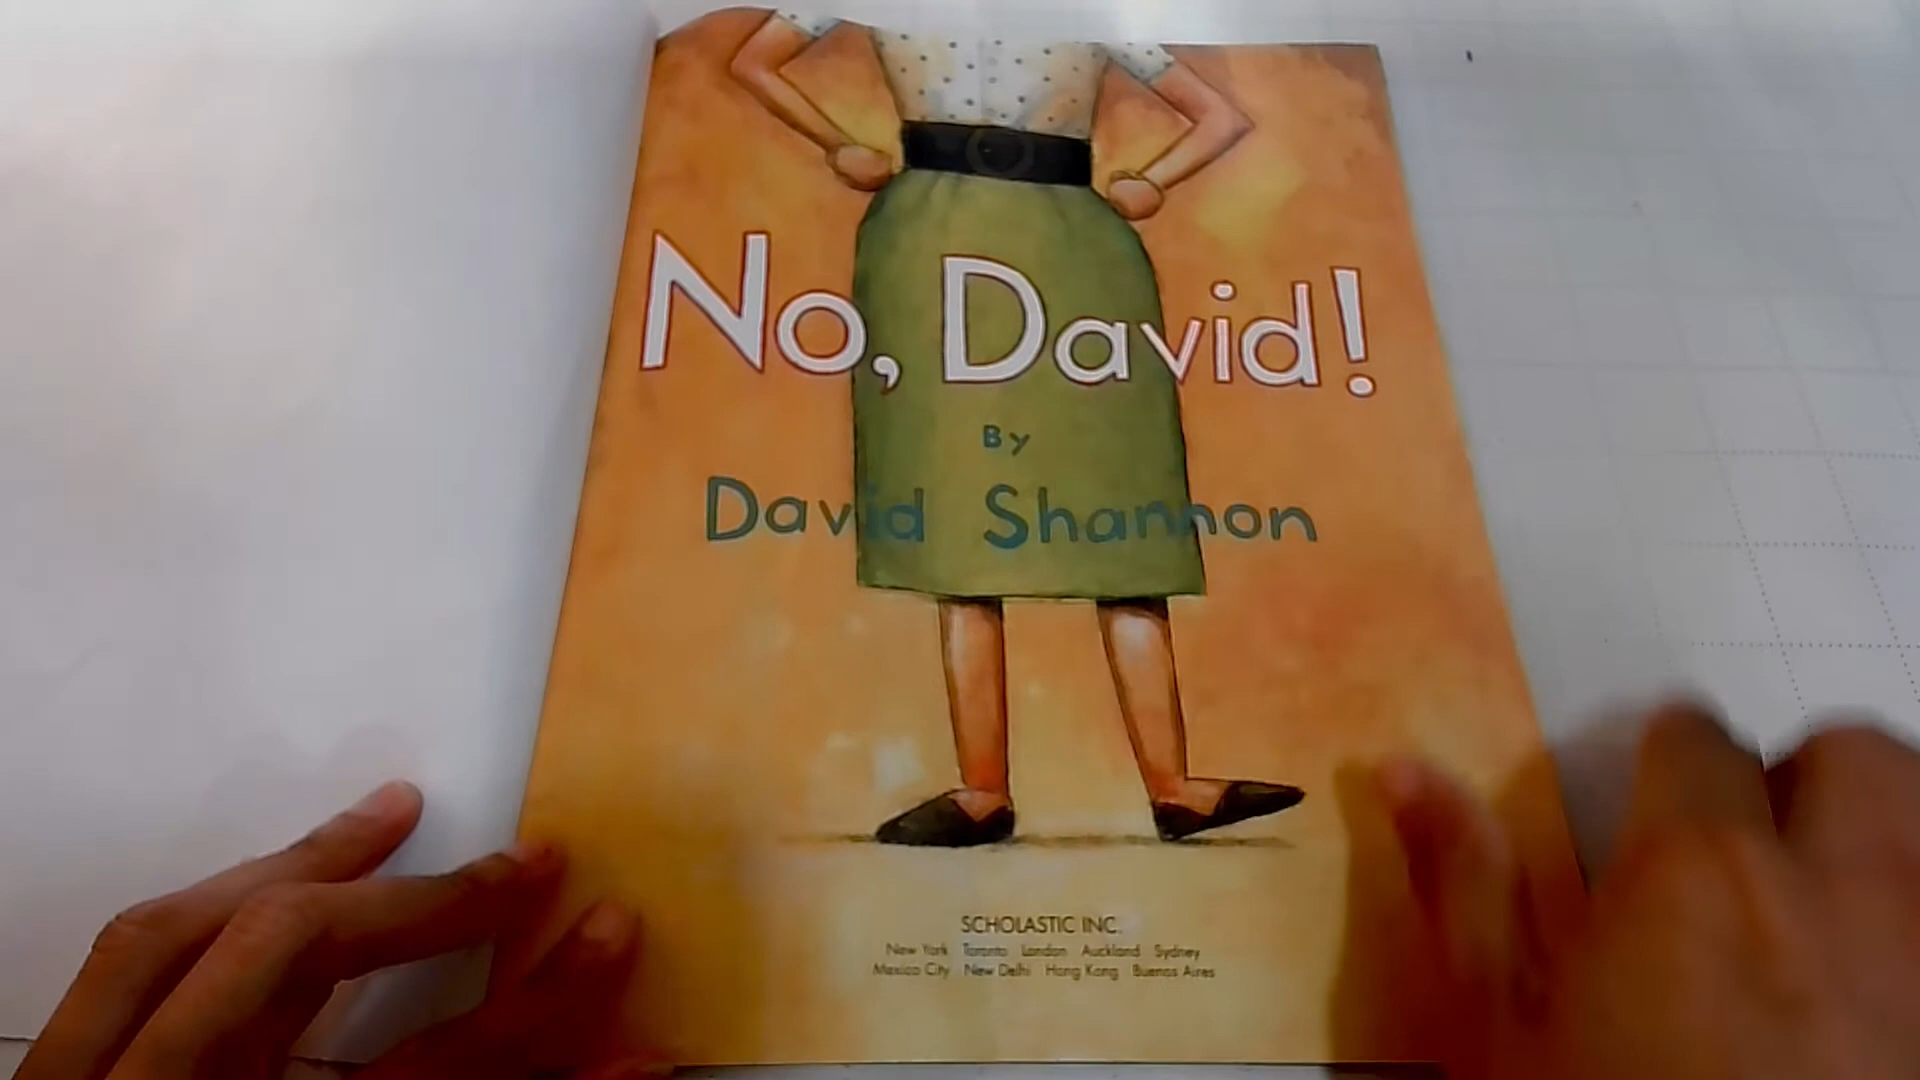 No, David!
By
David Shannon
SCHOLASTIC INC.
New York Toronto London Auckland Sydney
Mexico City New Delhi Hong Kong Buenos Aires